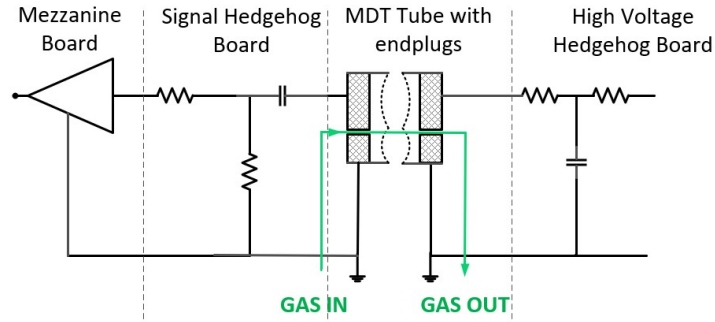 Mezzanine
Board
Signal Hedgehog
Board
MDT Tube with
endplugs
High Voltage
Hedgehog Board
GAS IN
GAS OUT